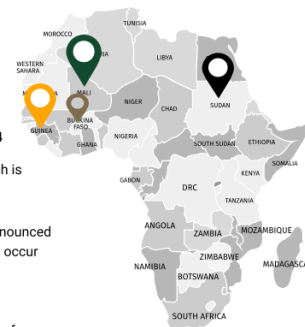 TUNISIA
MOROCCO
WESTERN
SAHARA
LIBYA
MALI
NIGER
CHAD
SUDAN
GUINEA
BURKINA
FASO
GHANA
NIGERIA
SOUTH SUDAN
ETHIOPIA
SOMALIA
4
h is
GABON
DRC
KENYA
TANZANIA
nounced
occur
ANGOLA
ZAMBIA
MOZAMBIQUE
ZIMBABWE
MADAGASCA
NAMIBIA
BOTSWANA
SOUTH AFRICA